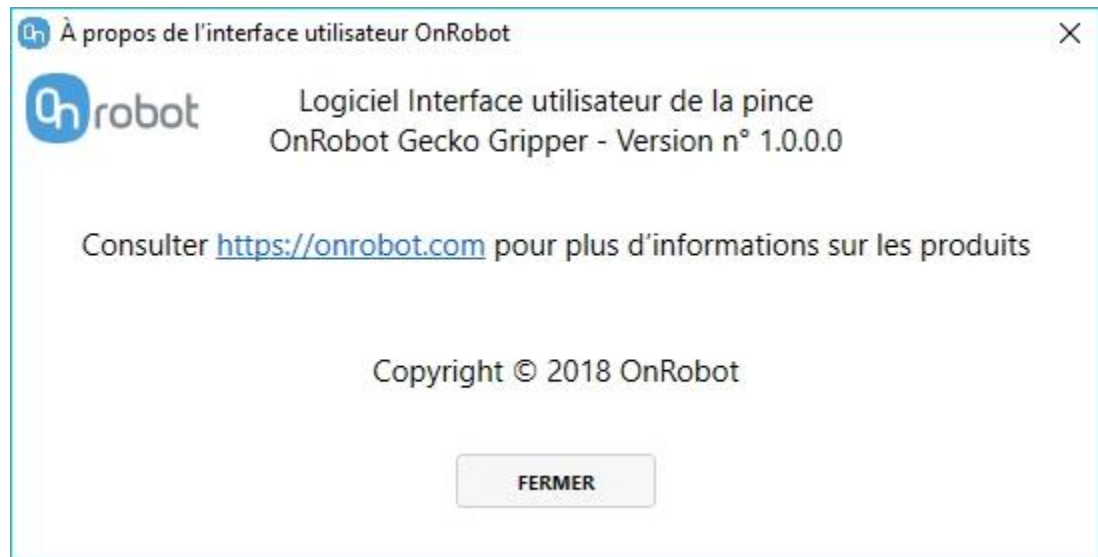 À propos de l'interface utilisateur OnRobot
On robot
Logiciel Interface utilisateur de la pince
OnRobot Gecko Gripper - Version n° 1.0.0.0
Consulter https://onrobot.com pour plus d'informations sur les produits
Copyright © 2018 OnRobot
FERMER